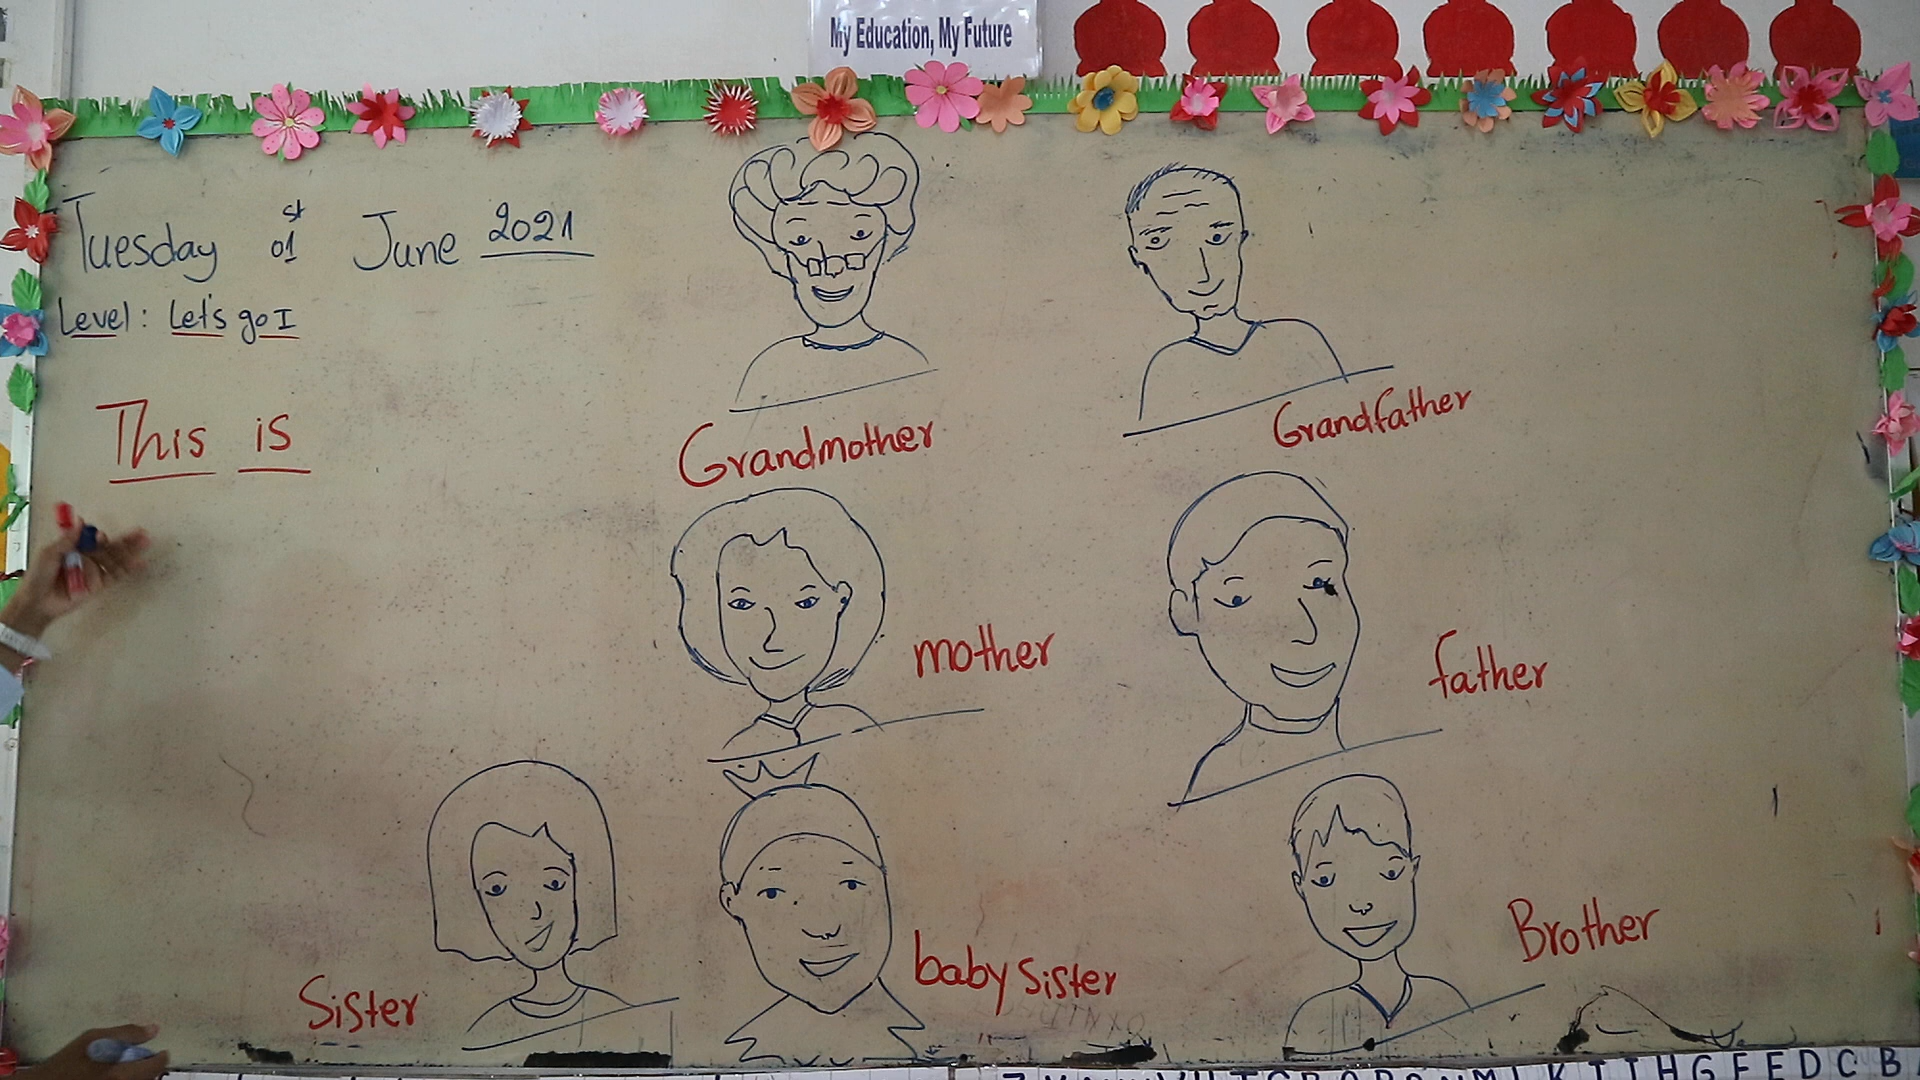 My Education, My Future
Tuesday 01st June 2021
Level: Let's go I
This is
Grandmother
Grandfather
mother
father
Sister
baby sister
Brother